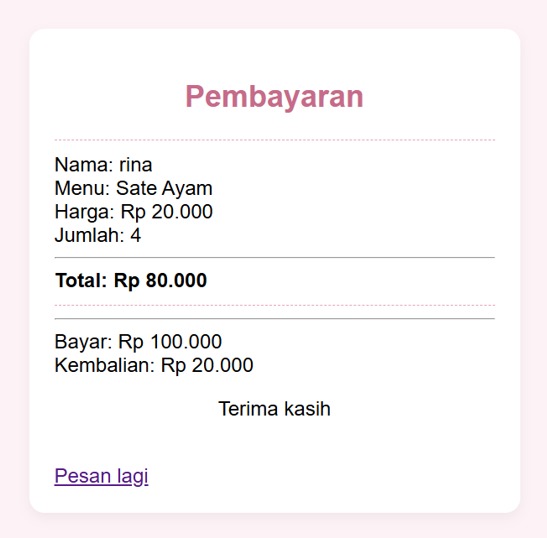 Pembayaran
Nama: rina
Menu: Sate Ayam
Harga: Rp 20.000
Jumlah: 4
Total: Rp 80.000
Bayar: Rp 100.000
Kembalian: Rp 20.000
Terima kasih
Pesan lagi